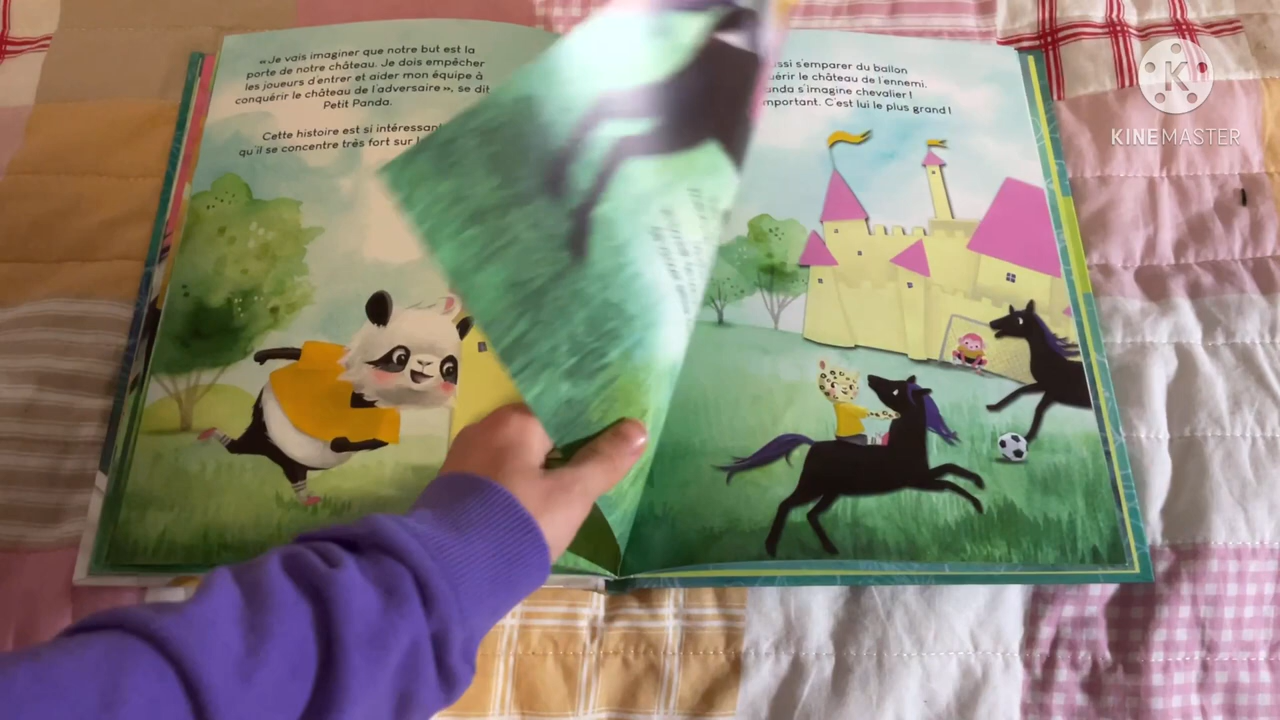 «Je vais imaginer que notre but est la
porte de notre château. Je dois empêcher
les joueurs d'entrer et aider mon équipe à
conquérir le château de l'adversaire», se dit
Petit Panda.
Cette histoire est si intéressant
qu'il se concentre très fort sur
ssi s'emparer du ballon
uérir le château de l'ennemi.
anda s'imagine chevalier !
mportant. C'est lui le plus grand !
K
KINEMASTER